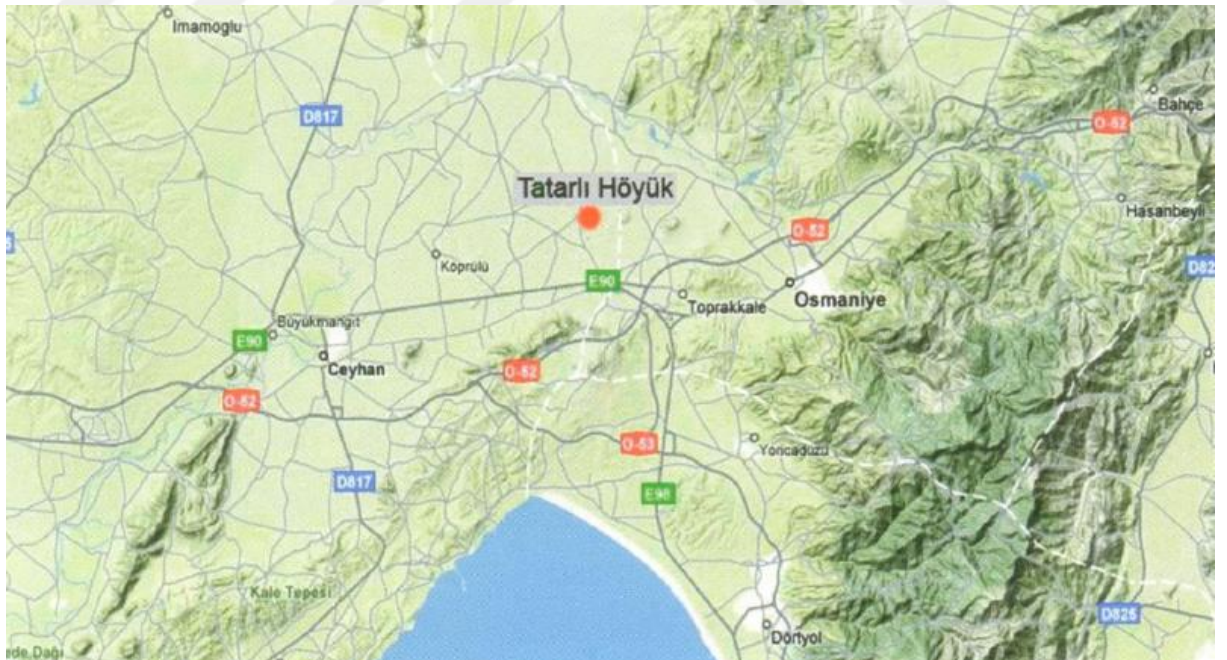 Imamoglu
D817
Bahçe
O-52
Tatarlı Höyük
Hasanbeyli
O-52
Köprülü
E90
Toprakkale
Osmaniye
Büyükmangıt
E90
Ceyhan
O-52
O-52
O-53
Yoncadüzü
D817
E98
Kale Tepesi
D825
Dörtyol